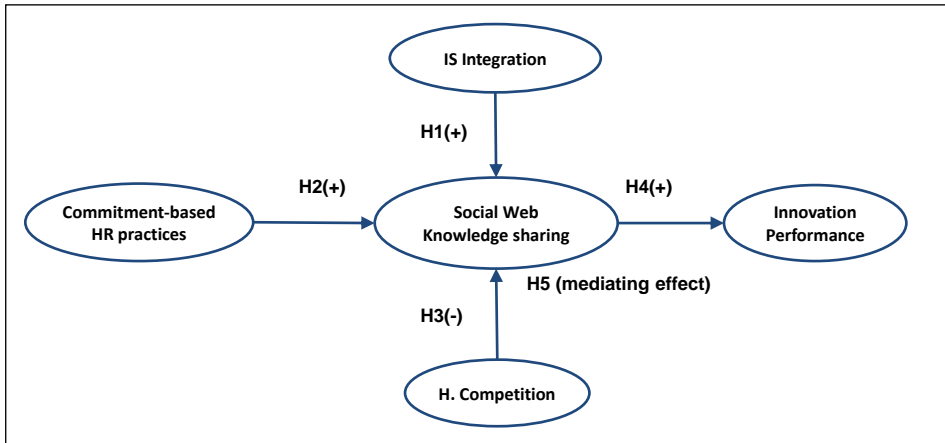 IS Integration
H1(+)
H2(+)
H4(+)
Commitment-based
HR practices
Social Web
Knowledge sharing
Innovation
Performance
H5 (mediating effect)
H3(-)
H. Competition